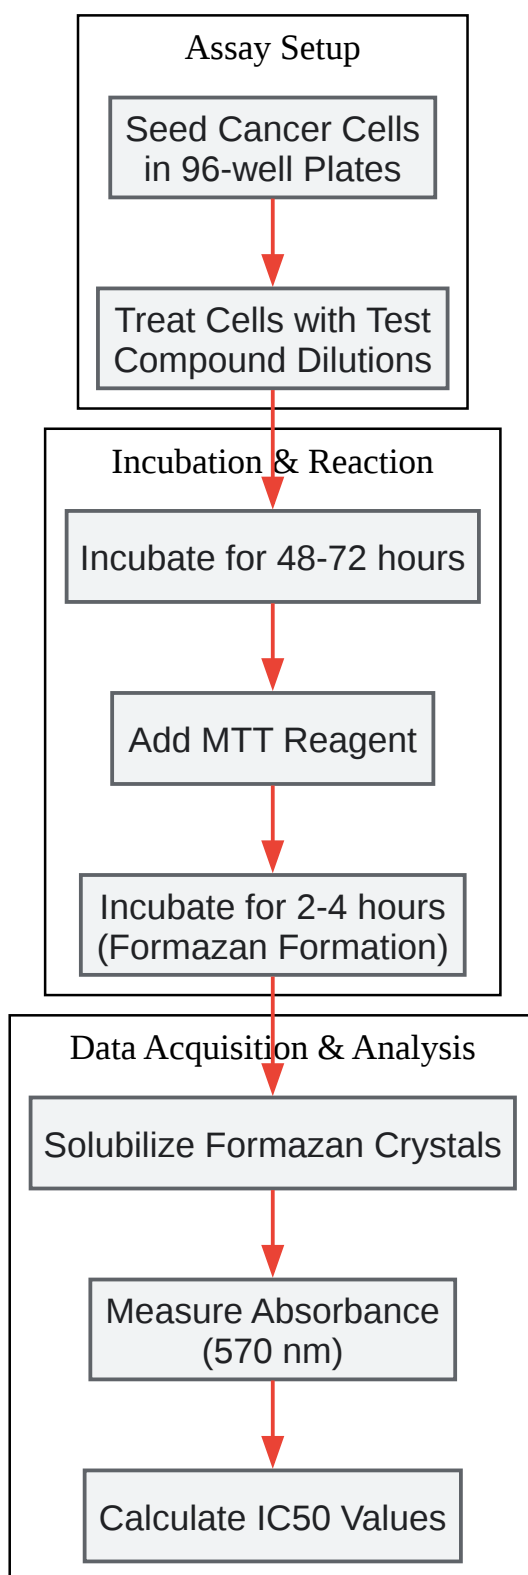 Assay Setup
Seed Cancer Cells
in 96-well Plates
Treat Cells with Test
Compound Dilutions
Incubation & Reaction
Incubate for 48-72 hours
Add MTT Reagent
Incubate for 2-4 hours
(Formazan Formation)
Data Acquisition & Analysis
Solubilize Formazan Crystals
Measure Absorbance
(570 nm)
Calculate IC50 Values